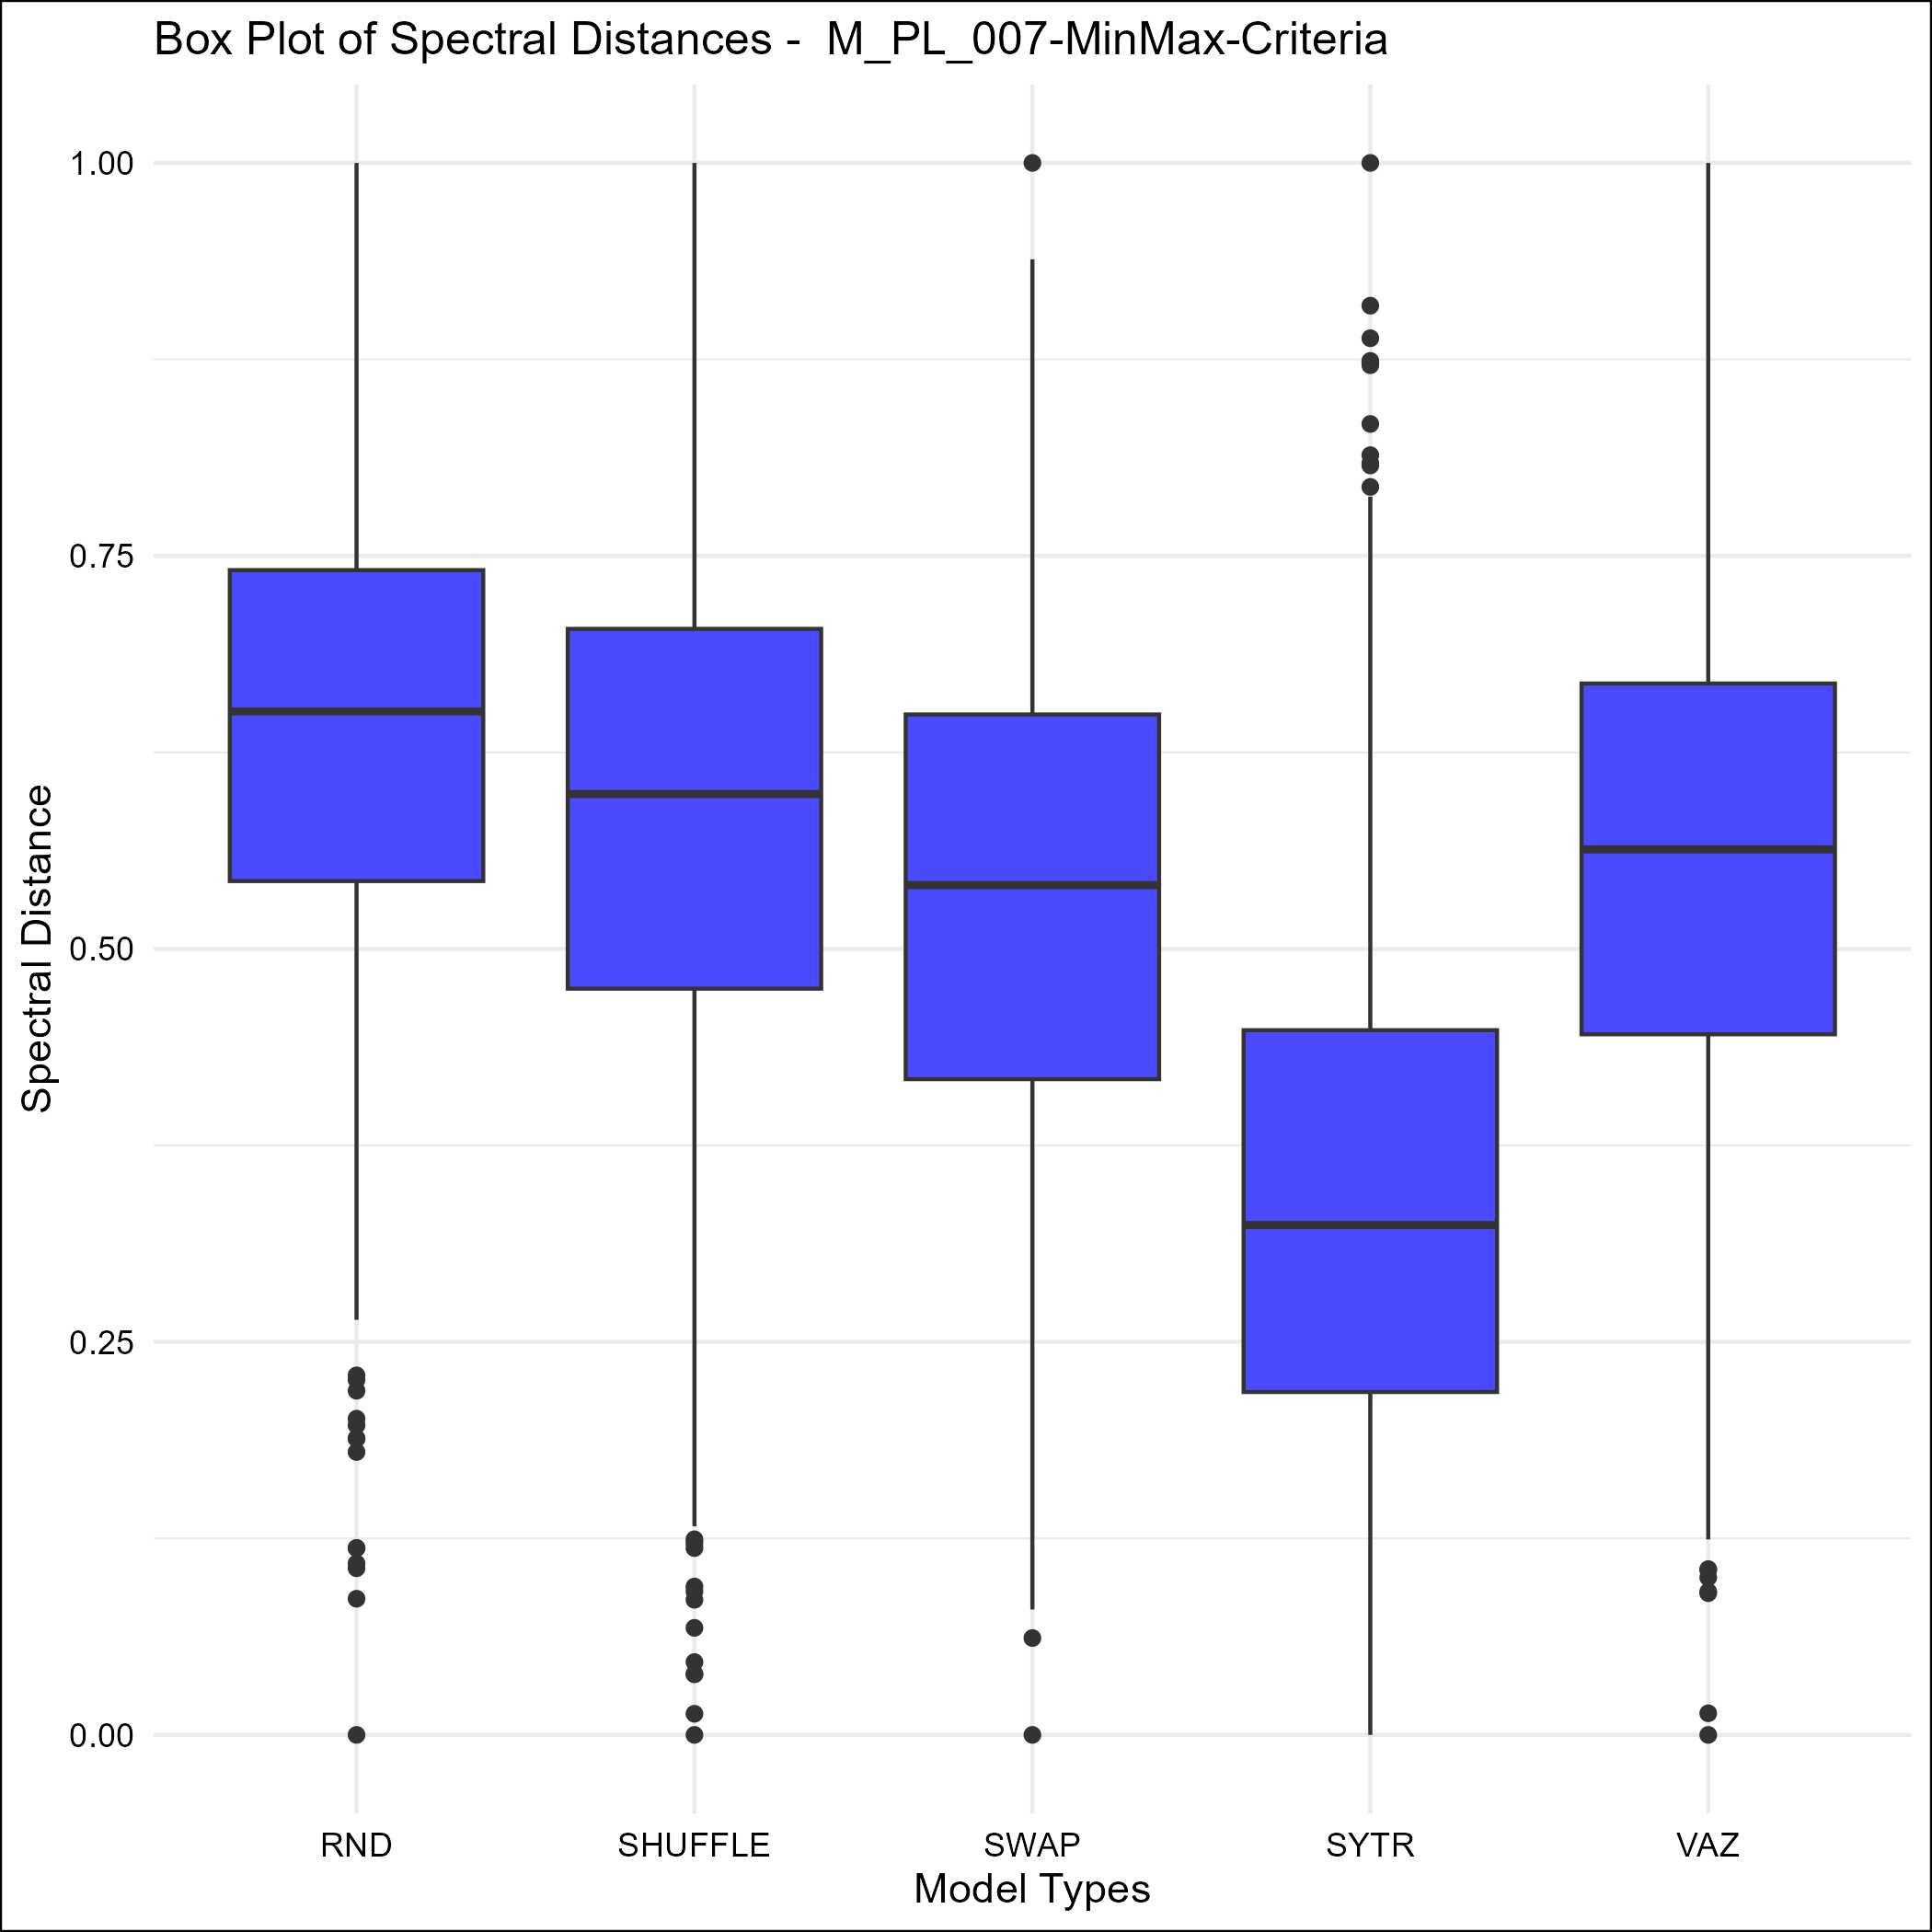 Box Plot of Spectral Distances -  M_PL_007-MinMax-Criteria
1.00
0.75
0.50
0.25
0.00
Spectral Distance
RND SHUFFLE SWAP SYTR VAZ
Model Types